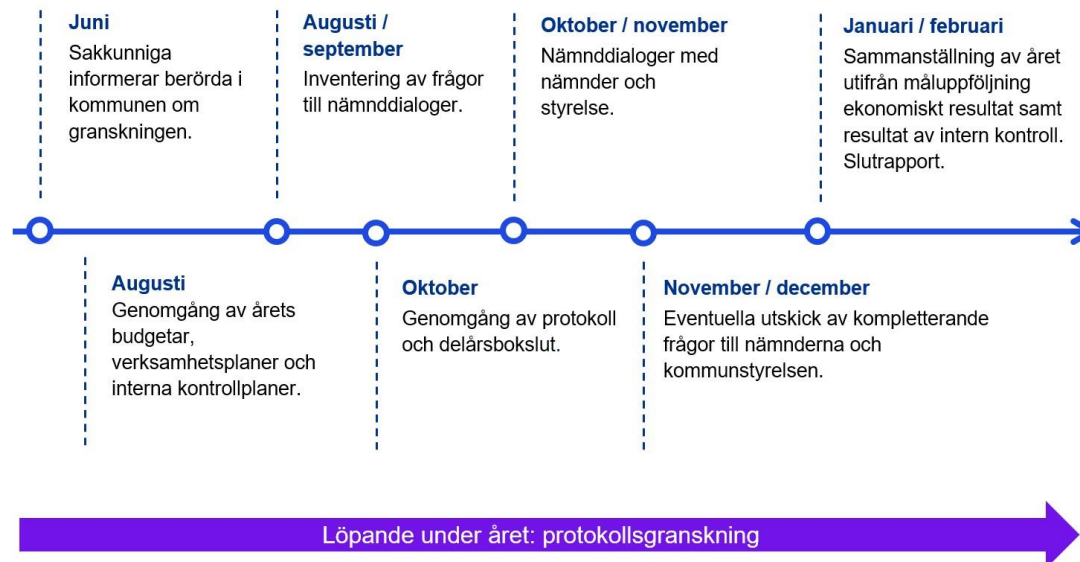 Juni
Sakkunniga
informerar berörda i
kommunen om
granskningen.
Augusti /
september
Inventering av frågor
till nämnddialoger.
Oktober / november
Nämnddialoger med
nämnder och
styrelse.
Januari / februari
Sammanställning av året
utifrån måluppföljning
ekonomiskt resultat samt
resultat av intern kontroll.
Slutrapport.
Augusti
Genomgång av årets
budgetar,
verksamhetsplaner och
interna kontrollplaner.
Oktober
Genomgång av protokoll
och delårsbokslut.
November / december
Eventuella utskick av kompletterande
frågor till nämnderna och
kommunstyrelsen.
Löpande under året: protokollsgranskning